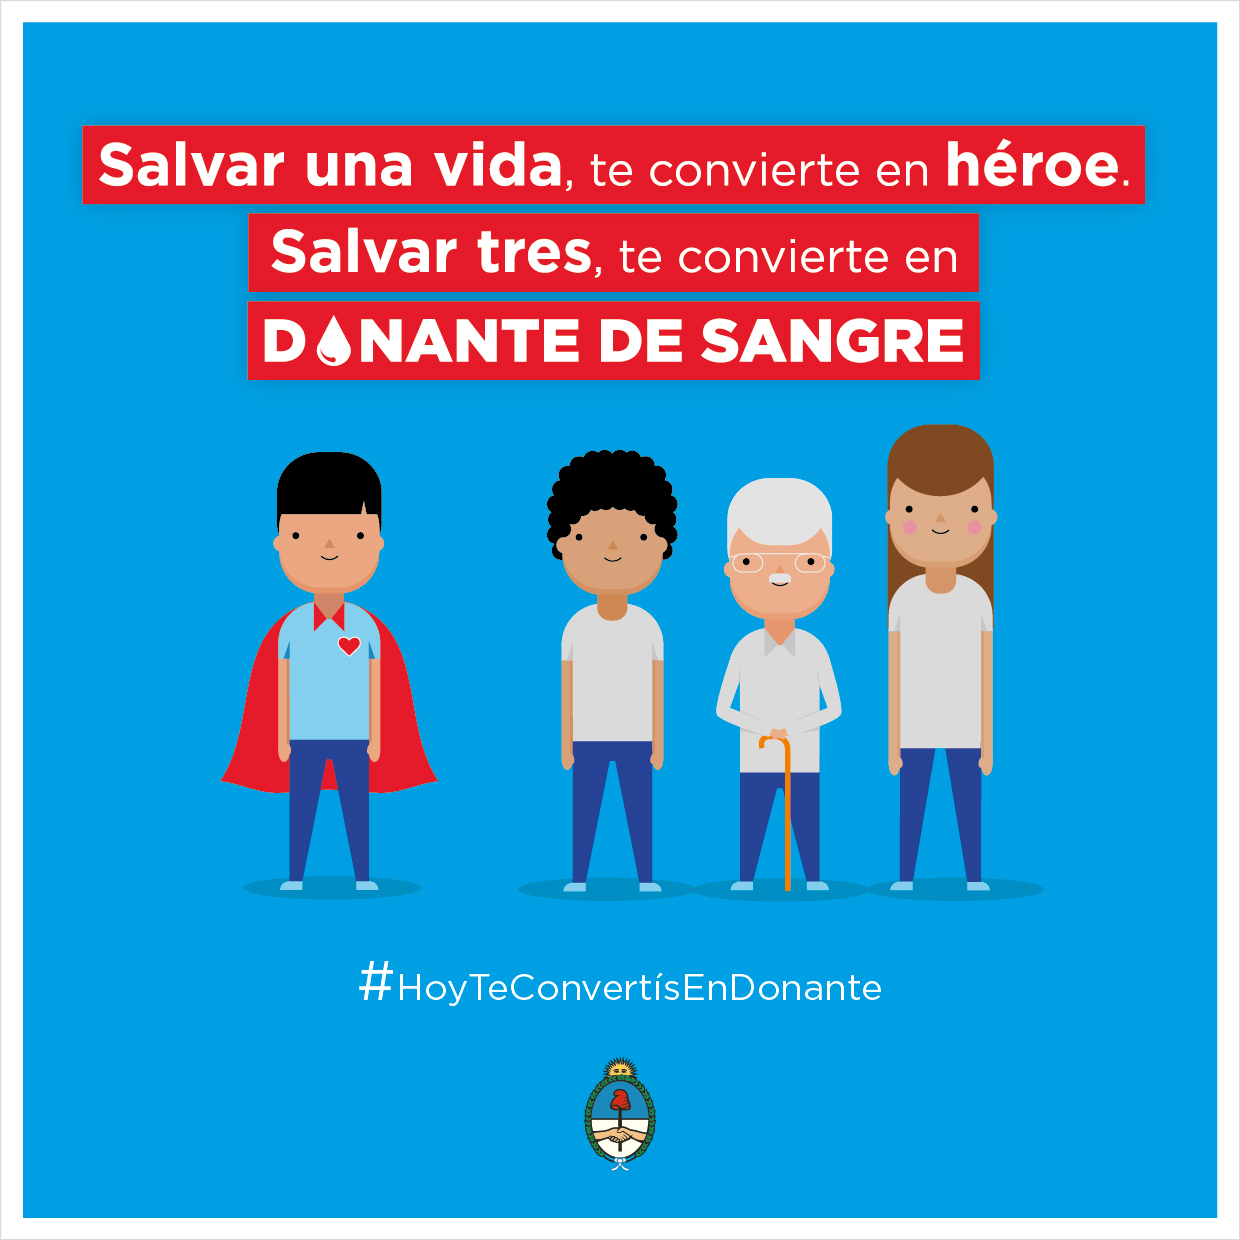 Salvar una vida, te convierte en héroe.
Salvar tres, te convierte en
DONANTE DE SANGRE
#HoyTeConvertísEnDonante